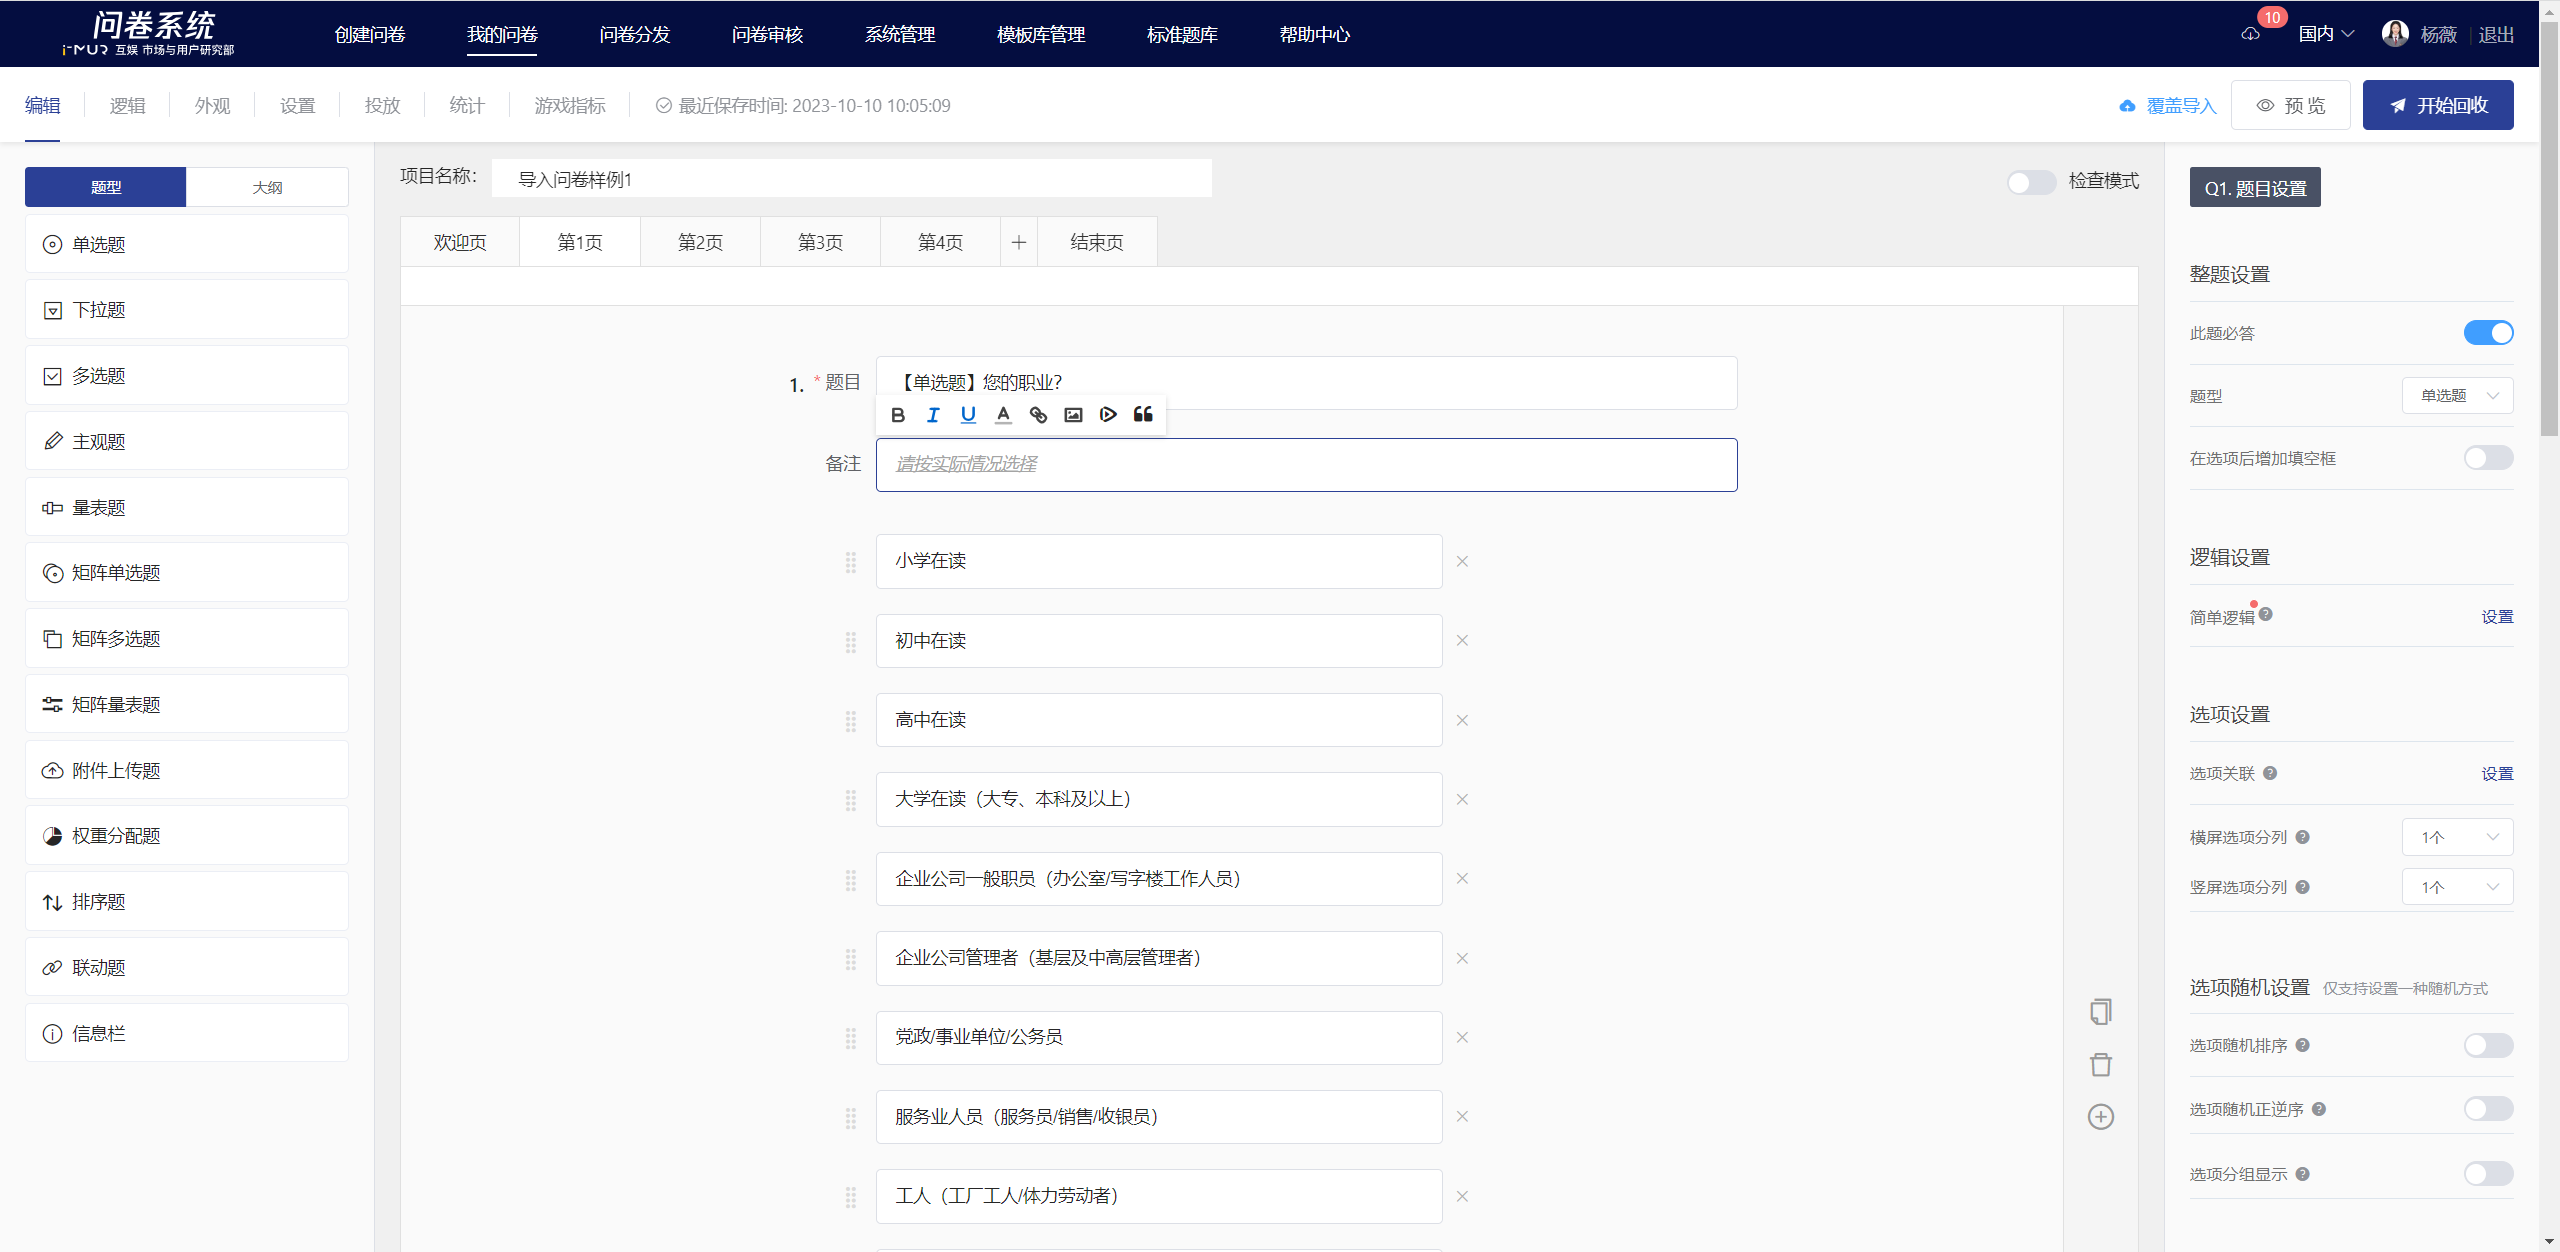 问卷系统
i-MUR 互娱 市场与用户研究部
创建问卷
我的问卷
问卷分发
问卷审核
系统管理
模板库管理
标准题库
帮助中心
10
国内
杨薇
退出
编辑
逻辑
外观
设置
投放
统计
游戏指标
最近保存时间: 2023-10-10 10:05:09
覆盖导入
预 览
开始回收
题型
大纲
单选题
下拉题
多选题
主观题
量表题
矩阵单选题
矩阵多选题
矩阵量表题
附件上传题
权重分配题
排序题
联动题
信息栏
项目名称:
导入问卷样例1
检查模式
欢迎页
第1页
第2页
第3页
第4页
+
结束页
1. * 题目
【单选题】您的职业?
B I U A
备注
请按实际情况选择
小学在读
初中在读
高中在读
大学在读（大专、本科及以上）
企业公司一般职员（办公室/写字楼工作人员）
企业公司管理者（基层及中高层管理者）
党政/事业单位/公务员
服务业人员（服务员/销售/收银员）
工人（工厂工人/体力劳动者）
Q1. 题目设置
整题设置
此题必答
题型
单选题
在选项后增加填空框
逻辑设置
简单逻辑
设置
选项设置
选项关联
设置
横屏选项分列
1个
竖屏选项分列
1个
选项随机设置 仅支持设置一种随机方式
选项随机排序
选项随机正逆序
选项分组显示